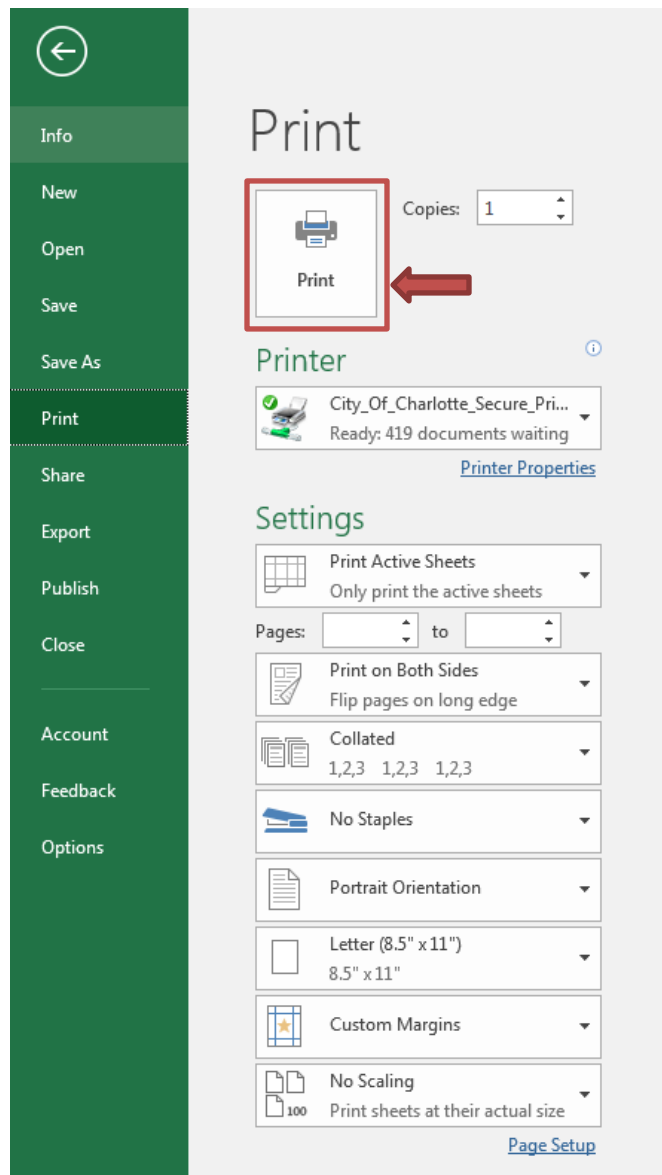 Info
New
Open
Save
Save As
Print
Share
Export
Publish
Close
Account
Feedback
Options
Print
Print
Copies: 1
Printer
City_Of_Charlotte_Secure_Pri...
Ready: 419 documents waiting
Printer Properties
Settings
Print Active Sheets
Only print the active sheets
Pages: to
Print on Both Sides
Flip pages on long edge
Collated
1,2,3 1,2,3 1,2,3
No Staples
Portrait Orientation
Letter (8.5" x 11")
8.5" x 11"
Custom Margins
No Scaling
100 Print sheets at their actual size
Page Setup